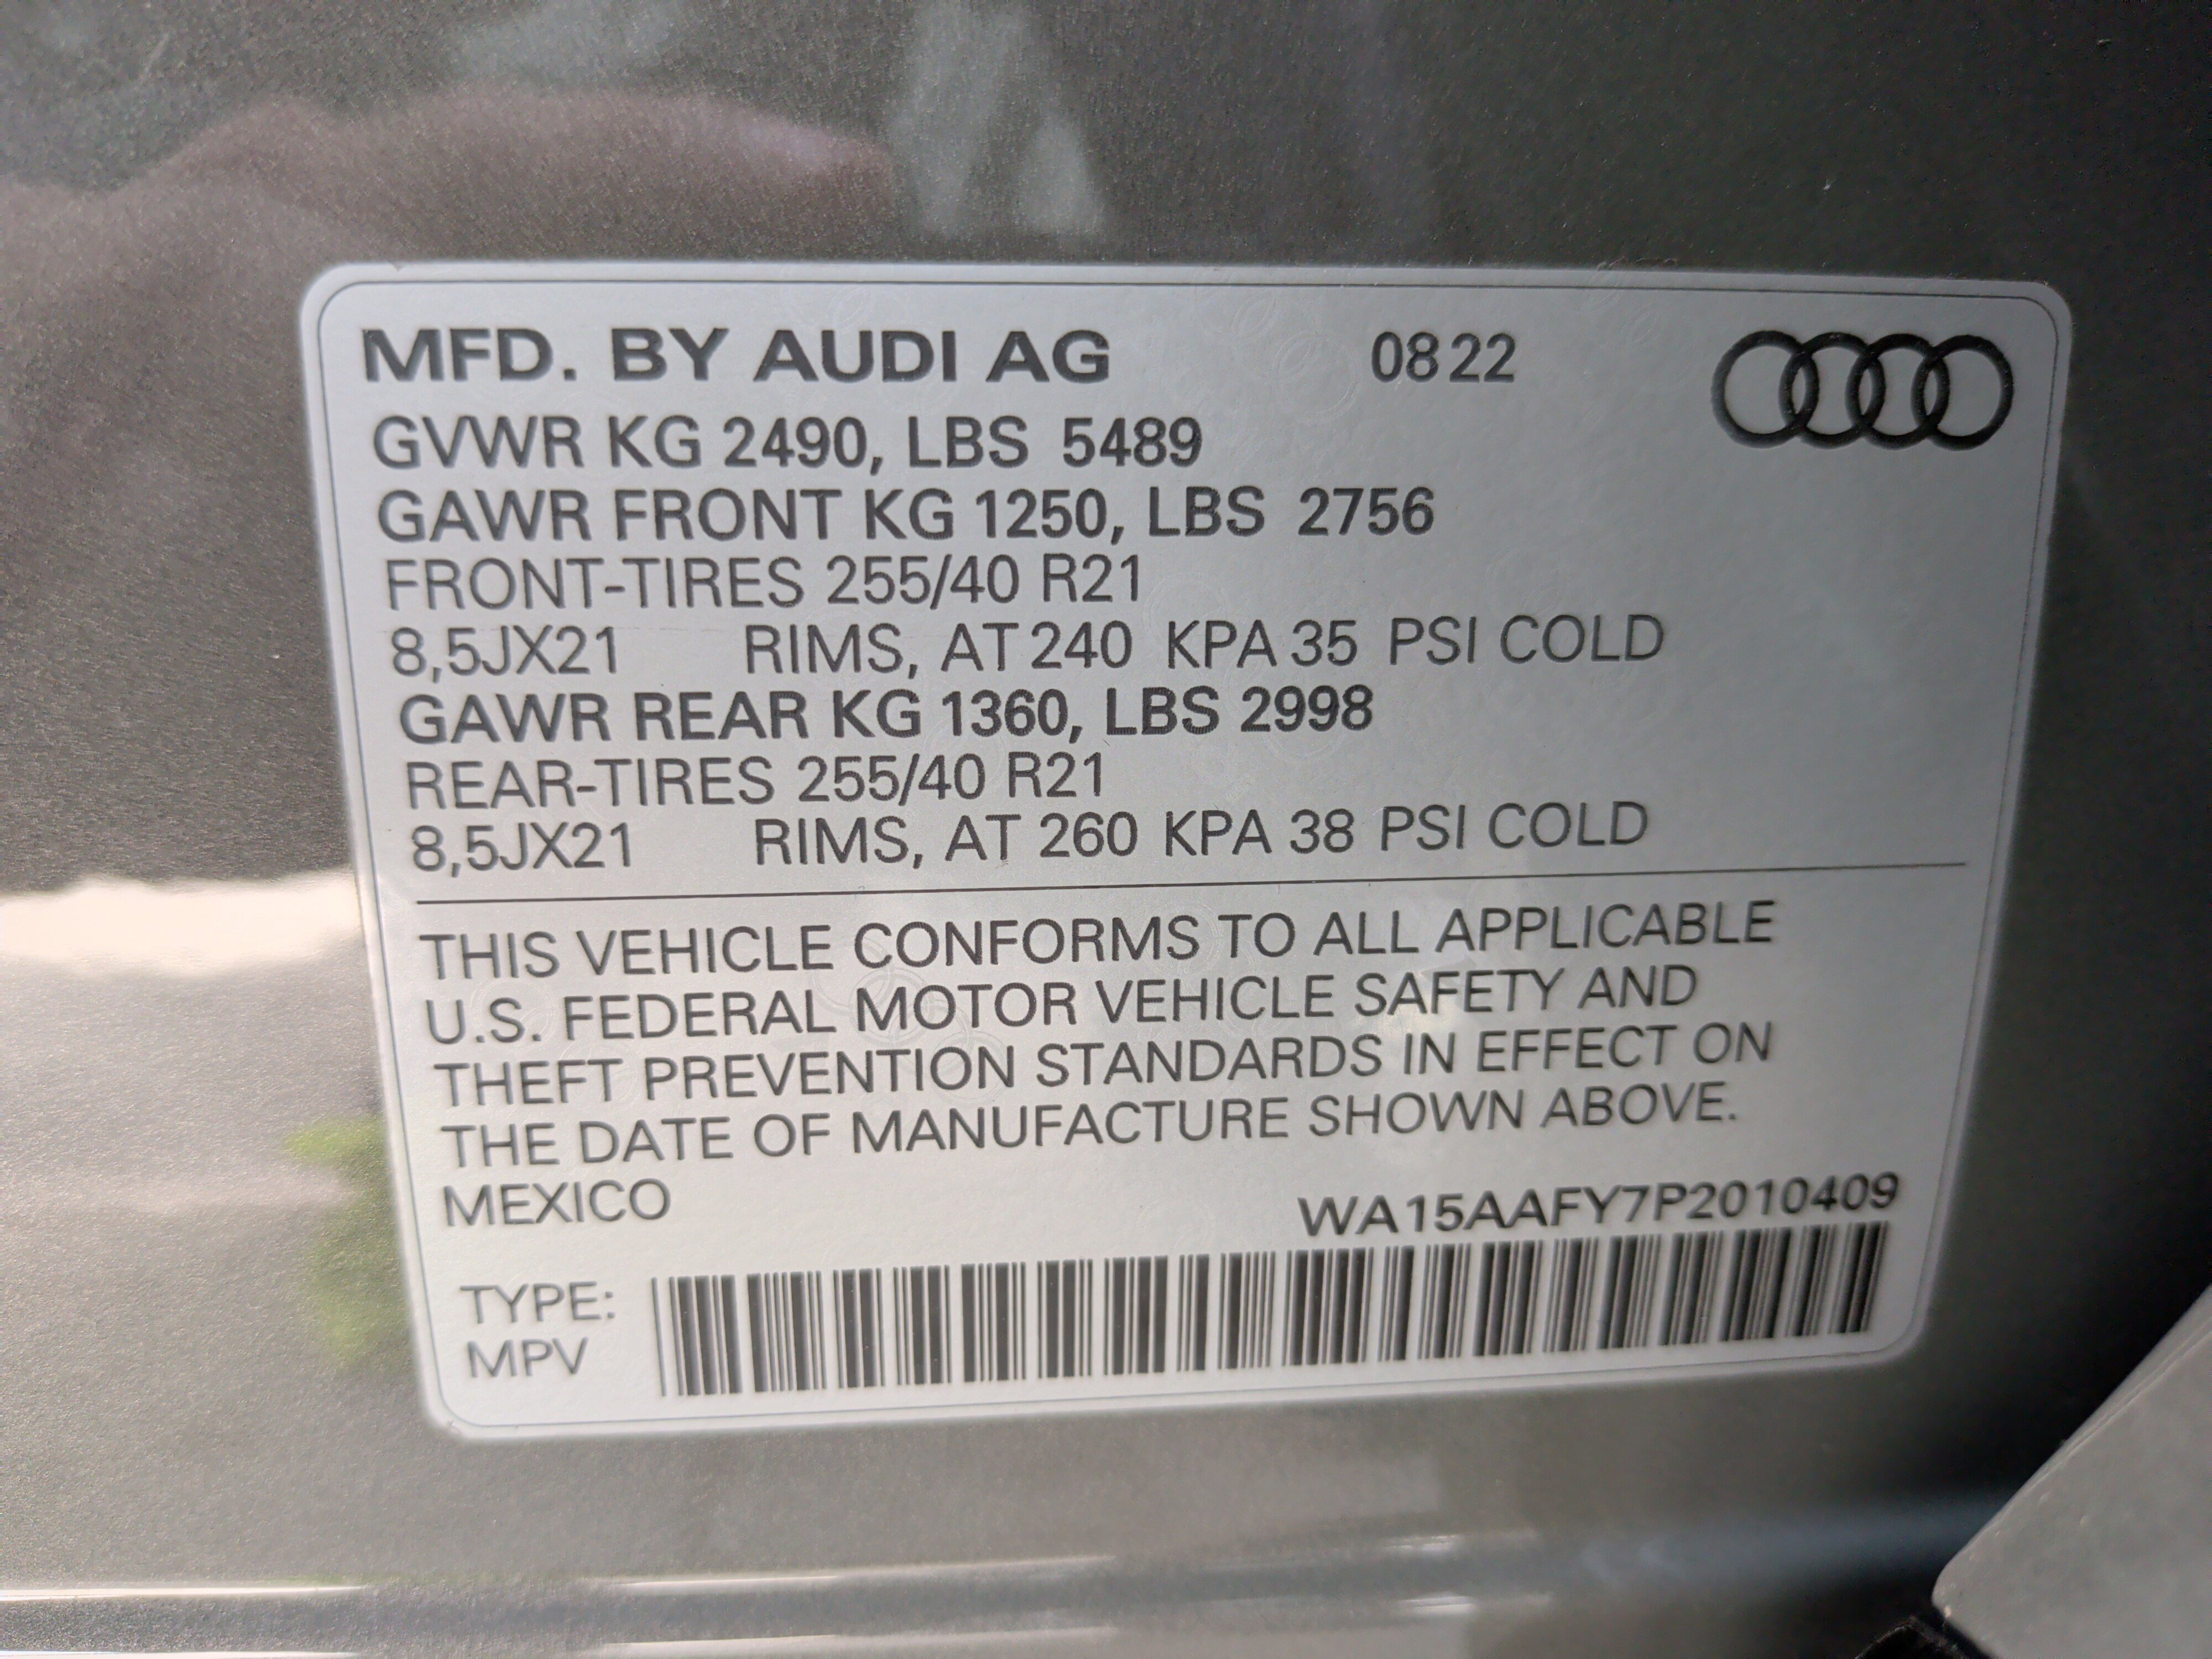 MFD. BY AUDI AG 0822
GVWR KG 2490, LBS 5489
GAWR FRONT KG 1250, LBS 2756
FRONT-TIRES 255/40 R21
8,5JX21 RIMS, AT 240 KPA 35 PSI COLD
GAWR REAR KG 1360, LBS 2998
REAR-TIRES 255/40 R21
8,5JX21 RIMS, AT 260 KPA 38 PSI COLD
THIS VEHICLE CONFORMS TO ALL APPLICABLE
U.S. FEDERAL MOTOR VEHICLE SAFETY AND
THEFT PREVENTION STANDARDS IN EFFECT ON
THE DATE OF MANUFACTURE SHOWN ABOVE.
MEXICO WA15AAFY7P2010409
TYPE:
MPV